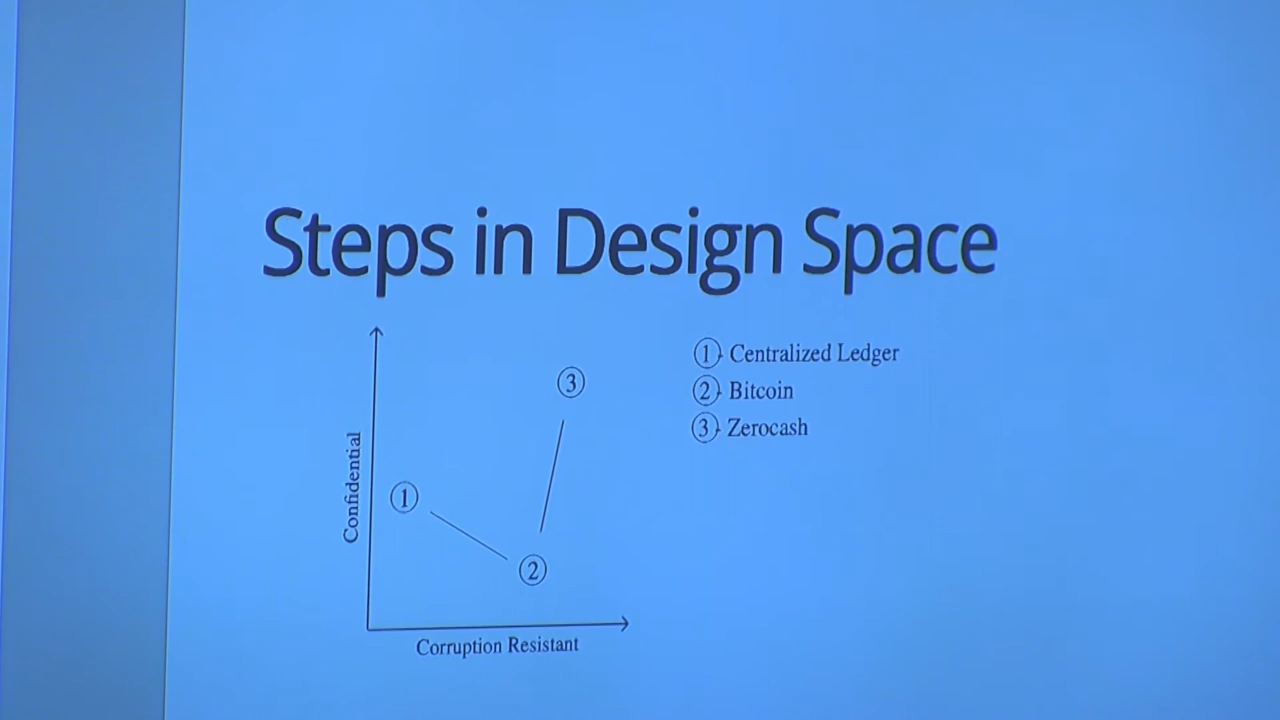 Steps in Design Space
① Centralized Ledger
② Bitcoin
③ Zerocash
③
Confidential
①
②
Corruption Resistant